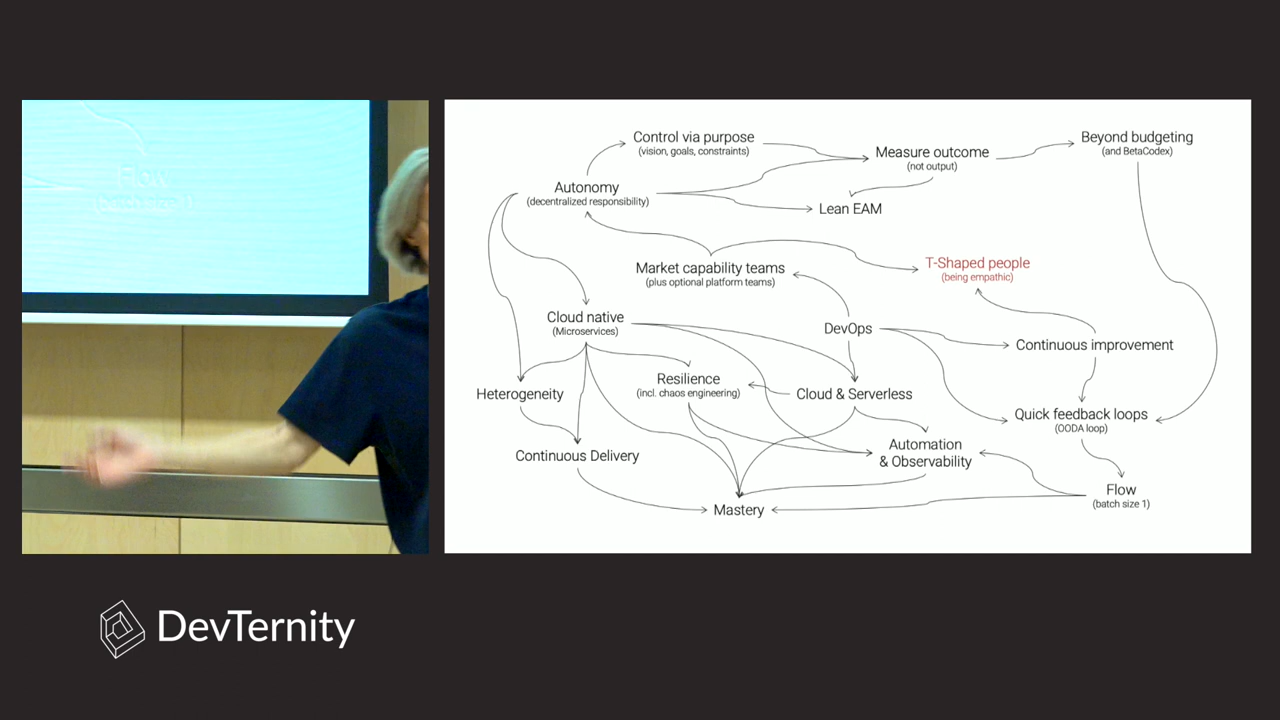 Flow
Control via purpose
(vision, goals, constraints)
Measure outcome
(not output)
Beyond budgeting
(and BetaCodex)
Autonomy
(decentralized responsibility)
Lean EAM
Market capability teams
(plus optional platform teams)
T-Shaped people
(being empathic)
Cloud native
(Microservices)
DevOps
Continuous improvement
Heterogeneity
Resilience
(incl. chaos engineering)
Cloud & Serverless
Quick feedback loops
(OODA loop)
Continuous Delivery
Automation
& Observability
Mastery
Flow
(batch size 1)
DevTernity